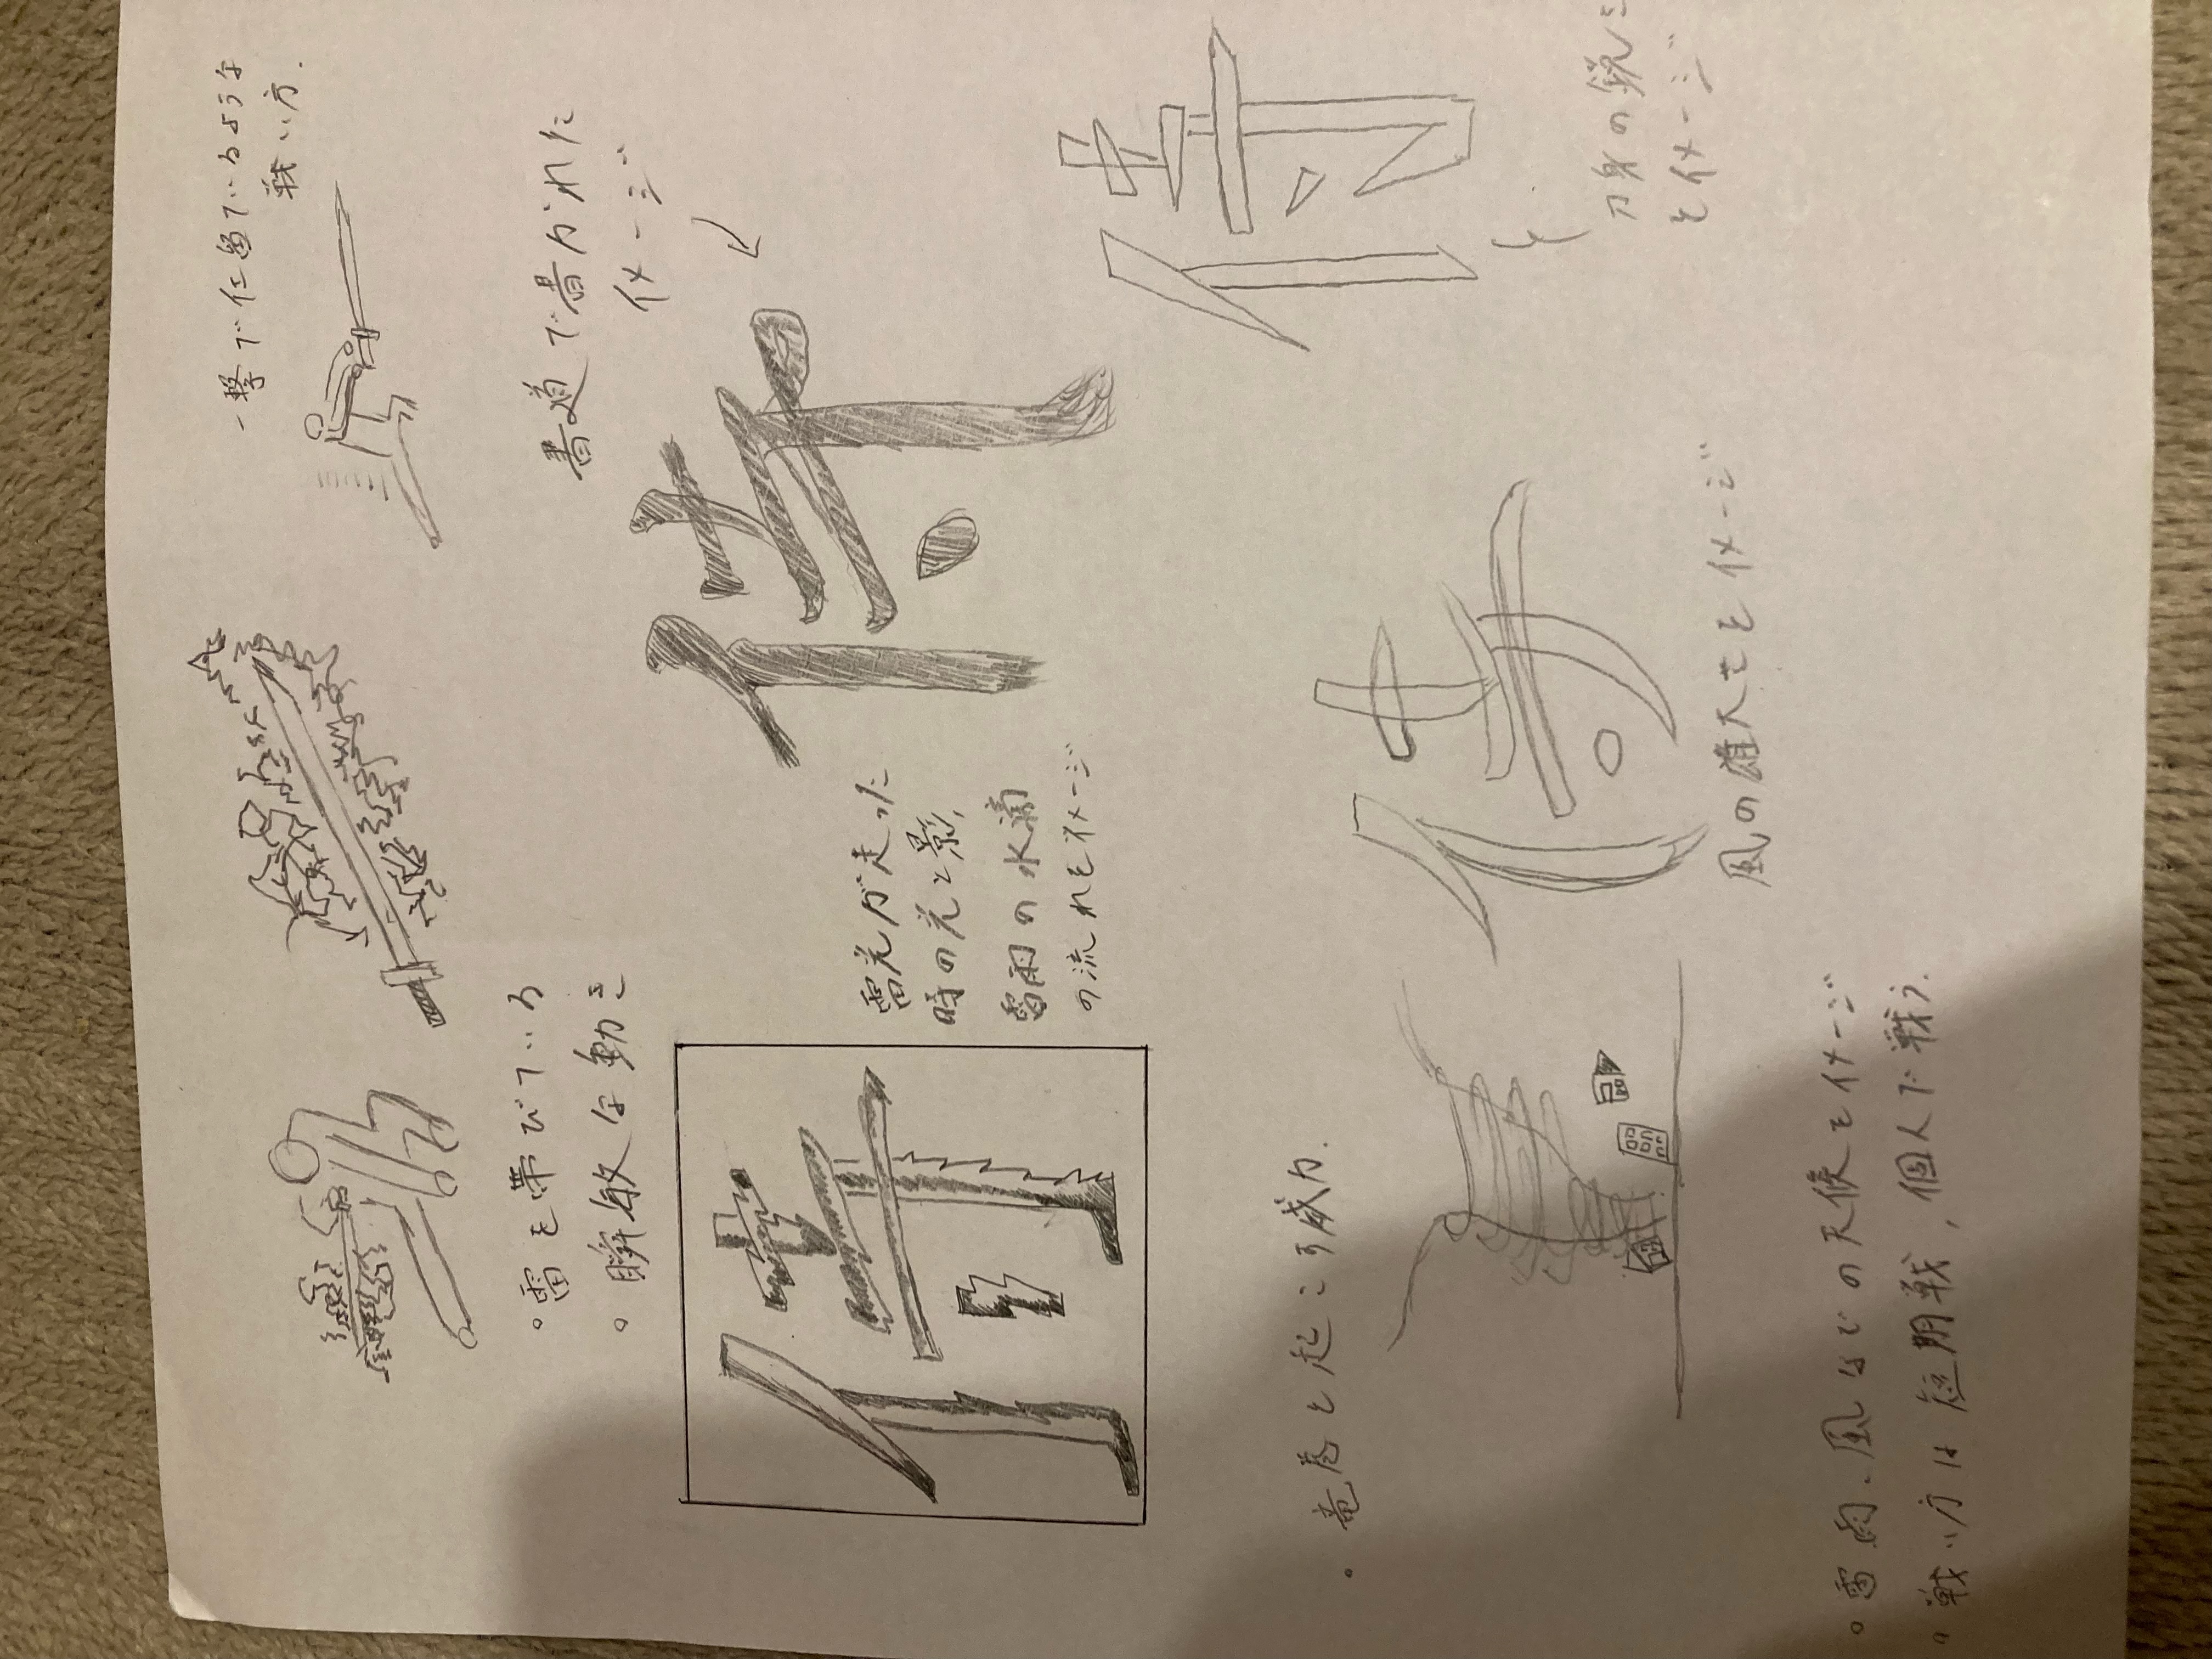 一撃で仕留ているような
戦い方.
・雷を帯びている
・瞬敏な動き
書道で書かれた
イメージ
侍
侍
雷光が走った
時の光と影,
雷雨の水滴
の流れをイメージ
侍
・竜巻を起こす威力.
侍
と.
刀身の鋭さ
をイメージ
風の雄大さをイメージ
・雷雨、風などの天候をイメージ
・戦い方は短期戦,個人で戦う.